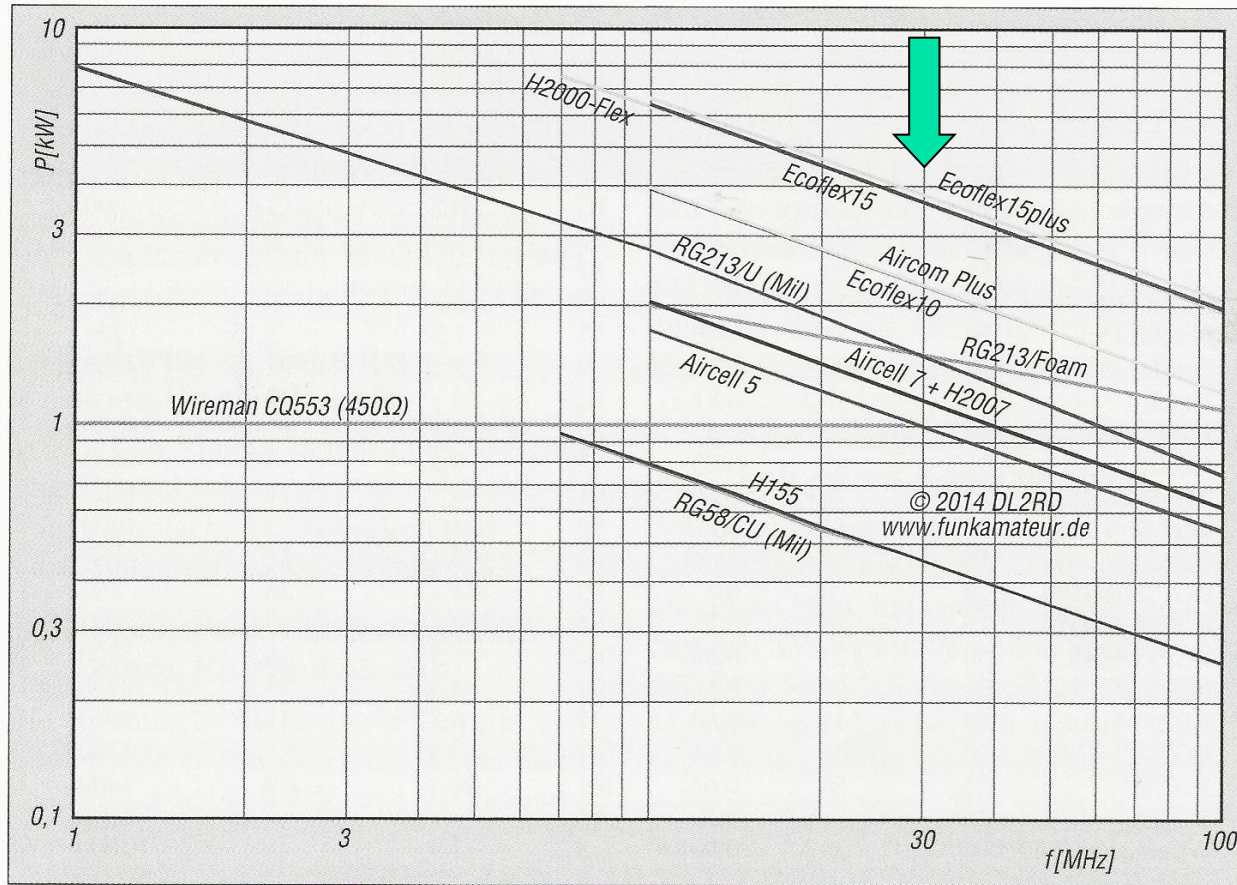 10
P[kW]
H2000-Flex
Ecoflex15
Ecoflex15plus
3
RG213/U (Mil)
Aircom Plus
Ecoflex10
RG213/Foam
Aircell 5
Aircell 7 + H2007
Wireman CQ553 (450Ω)
1
H155
RG58/CU (Mil)
© 2014 DL2RD
www.funkamateur.de
0,3
0,1
1
3
30
100
f[MHz]